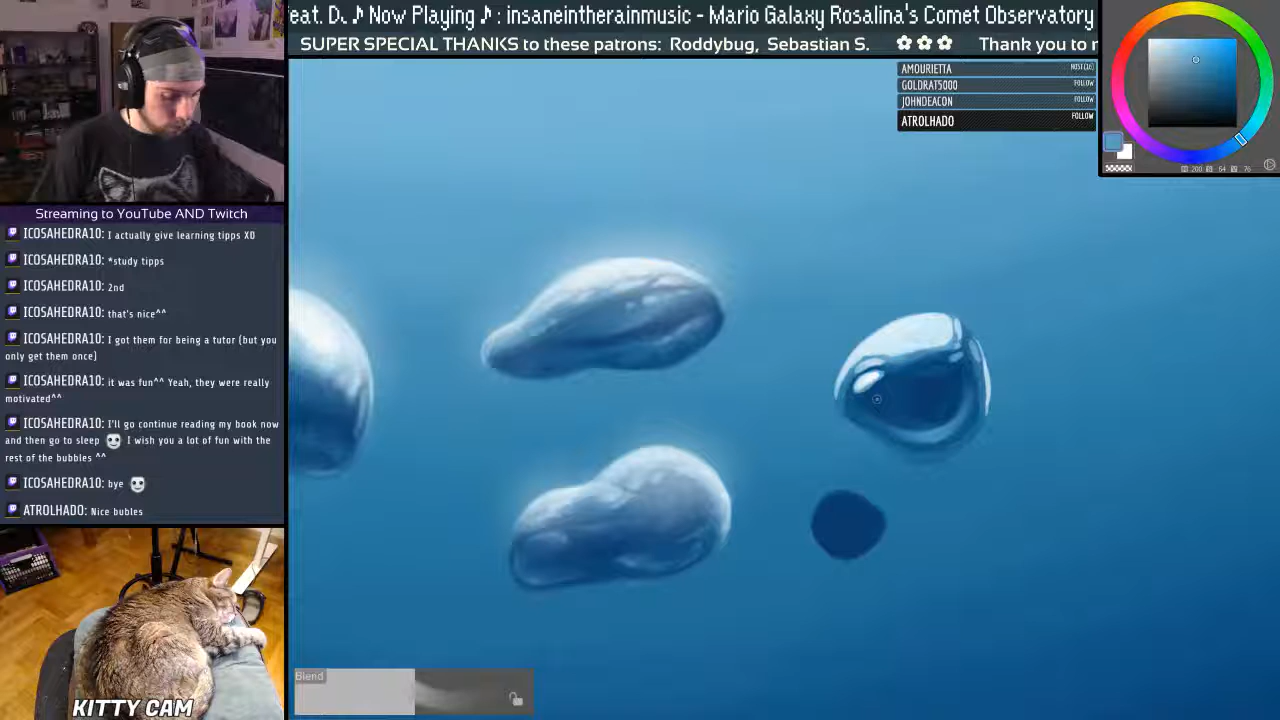 eat. D. ♪ Now Playing ♪ : insaneintherainmusic - Mario Galaxy Rosalina's Comet Observatory
SUPER SPECIAL THANKS to these patrons: Roddybug, Sebastian S. ✿ ✿ ✿ Thank you to m
AMOURIETTA HOST(16)
GOLDRAT5000 FOLLOW
JOHNDEACON FOLLOW
ATROLHADO FOLLOW
Streaming to YouTube AND Twitch
ICOSAHEDRA10: I actually give learning tipps XD
ICOSAHEDRA10: *study tipps
ICOSAHEDRA10: 2nd
ICOSAHEDRA10: that's nice^^
ICOSAHEDRA10: I got them for being a tutor (but you
only get them once)
ICOSAHEDRA10: it was fun^^ Yeah, they were really
motivated^^
ICOSAHEDRA10: I'll go continue reading my book now
and then go to sleep I wish you a lot of fun with the
rest of the bubbles ^^
ICOSAHEDRA10: bye
ATROLHADO: Nice bubles
KITTY CAM
Blend